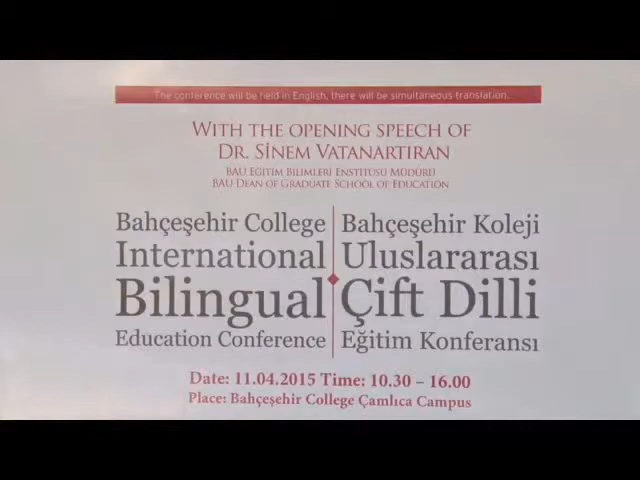 The conference will be held in English, there will be simultaneous translation.
WITH THE OPENING SPEECH OF
DR. SİNEM VATANARTIRAN
BAU EĞİTİM BİLİMLERİ ENSTİTÜSÜ MÜDÜRÜ
BAU DEAN OF GRADUATE SCHOOL OF EDUCATION
Bahçeşehir College
International
Bilingual
Education Conference
Bahçeşehir Koleji
Uluslararası
Çift Dilli
Eğitim Konferansı
Date: 11.04.2015 Time: 10.30 – 16.00
Place: Bahçeşehir College Çamlıca Campus